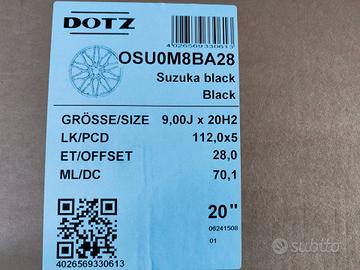 DOTZ
4026569330613
OSU0M8BA28
Suzuka black
Black
GRÖSSE/SIZE 9,00J x 20H2
LK/PCD 112,0x5
ET/OFFSET 28,0
ML/DC 70,1
20"
06241508
01
4026569330613
subito